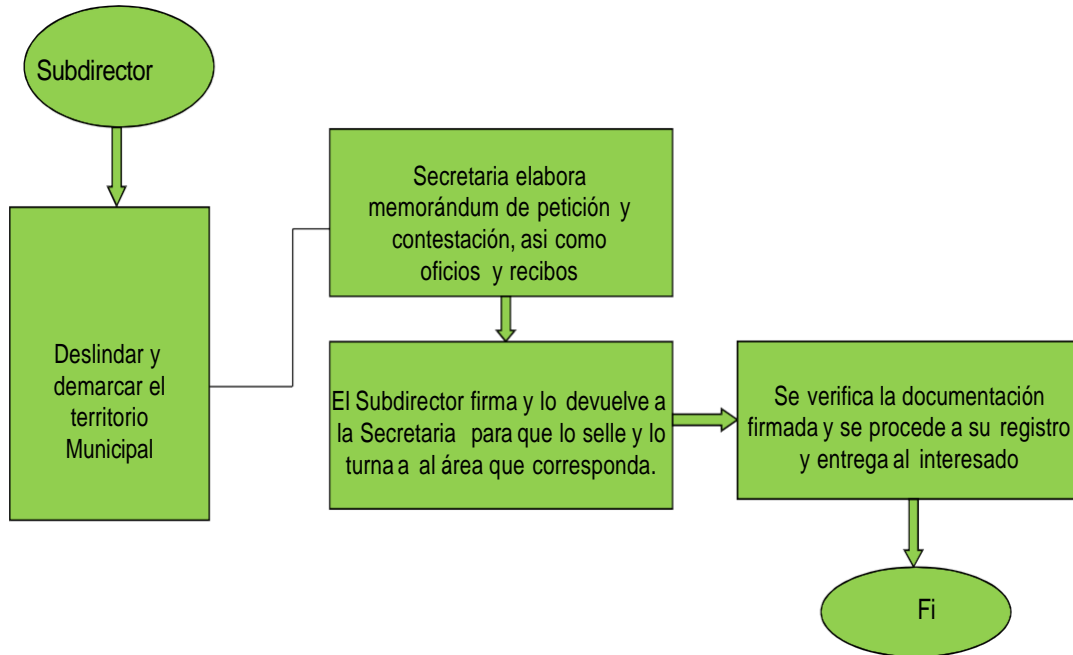 Subdirector
Deslindar y
demarcar el
territorio
Municipal
Secretaria elabora
memorándum de petición y
contestación, asi como
oficios y recibos
El Subdirector firma y lo devuelve a
la Secretaria para que lo selle y lo
turna a al área que corresponda.
Se verifica la documentación
firmada y se procede a su registro
y entrega al interesado
Fi